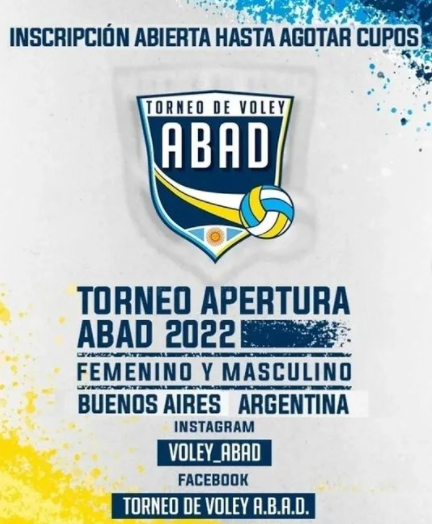 INSCRIPCIÓN ABIERTA HASTA AGOTAR CUPOS
TORNEO DE VOLEY
ABAD
TORNEO APERTURA
ABAD 2022
FEMENINO Y MASCULINO
BUENOS AIRES ARGENTINA
INSTAGRAM
VOLEY_ABAD
FACEBOOK
TORNEO DE VOLEY A.B.A.D.